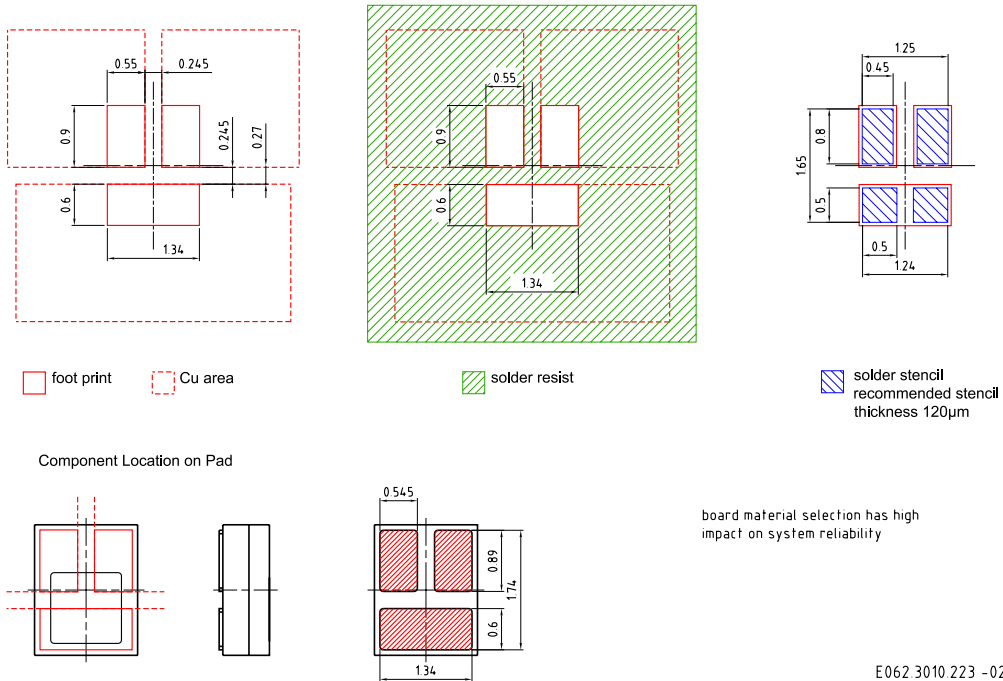 0.55
0.245
0.9
0.245
0.27
0.6
1.34
0.55
0.9
0.6
1.34
1.25
0.45
0.8
1.65
0.5
0.5
1.24
foot print
Cu area
solder resist
solder stencil
recommended stencil
thickness 120µm
Component Location on Pad
0.545
0.89
1.74
0.6
1.34
board material selection has high
impact on system reliability
E062.3010.223 -02